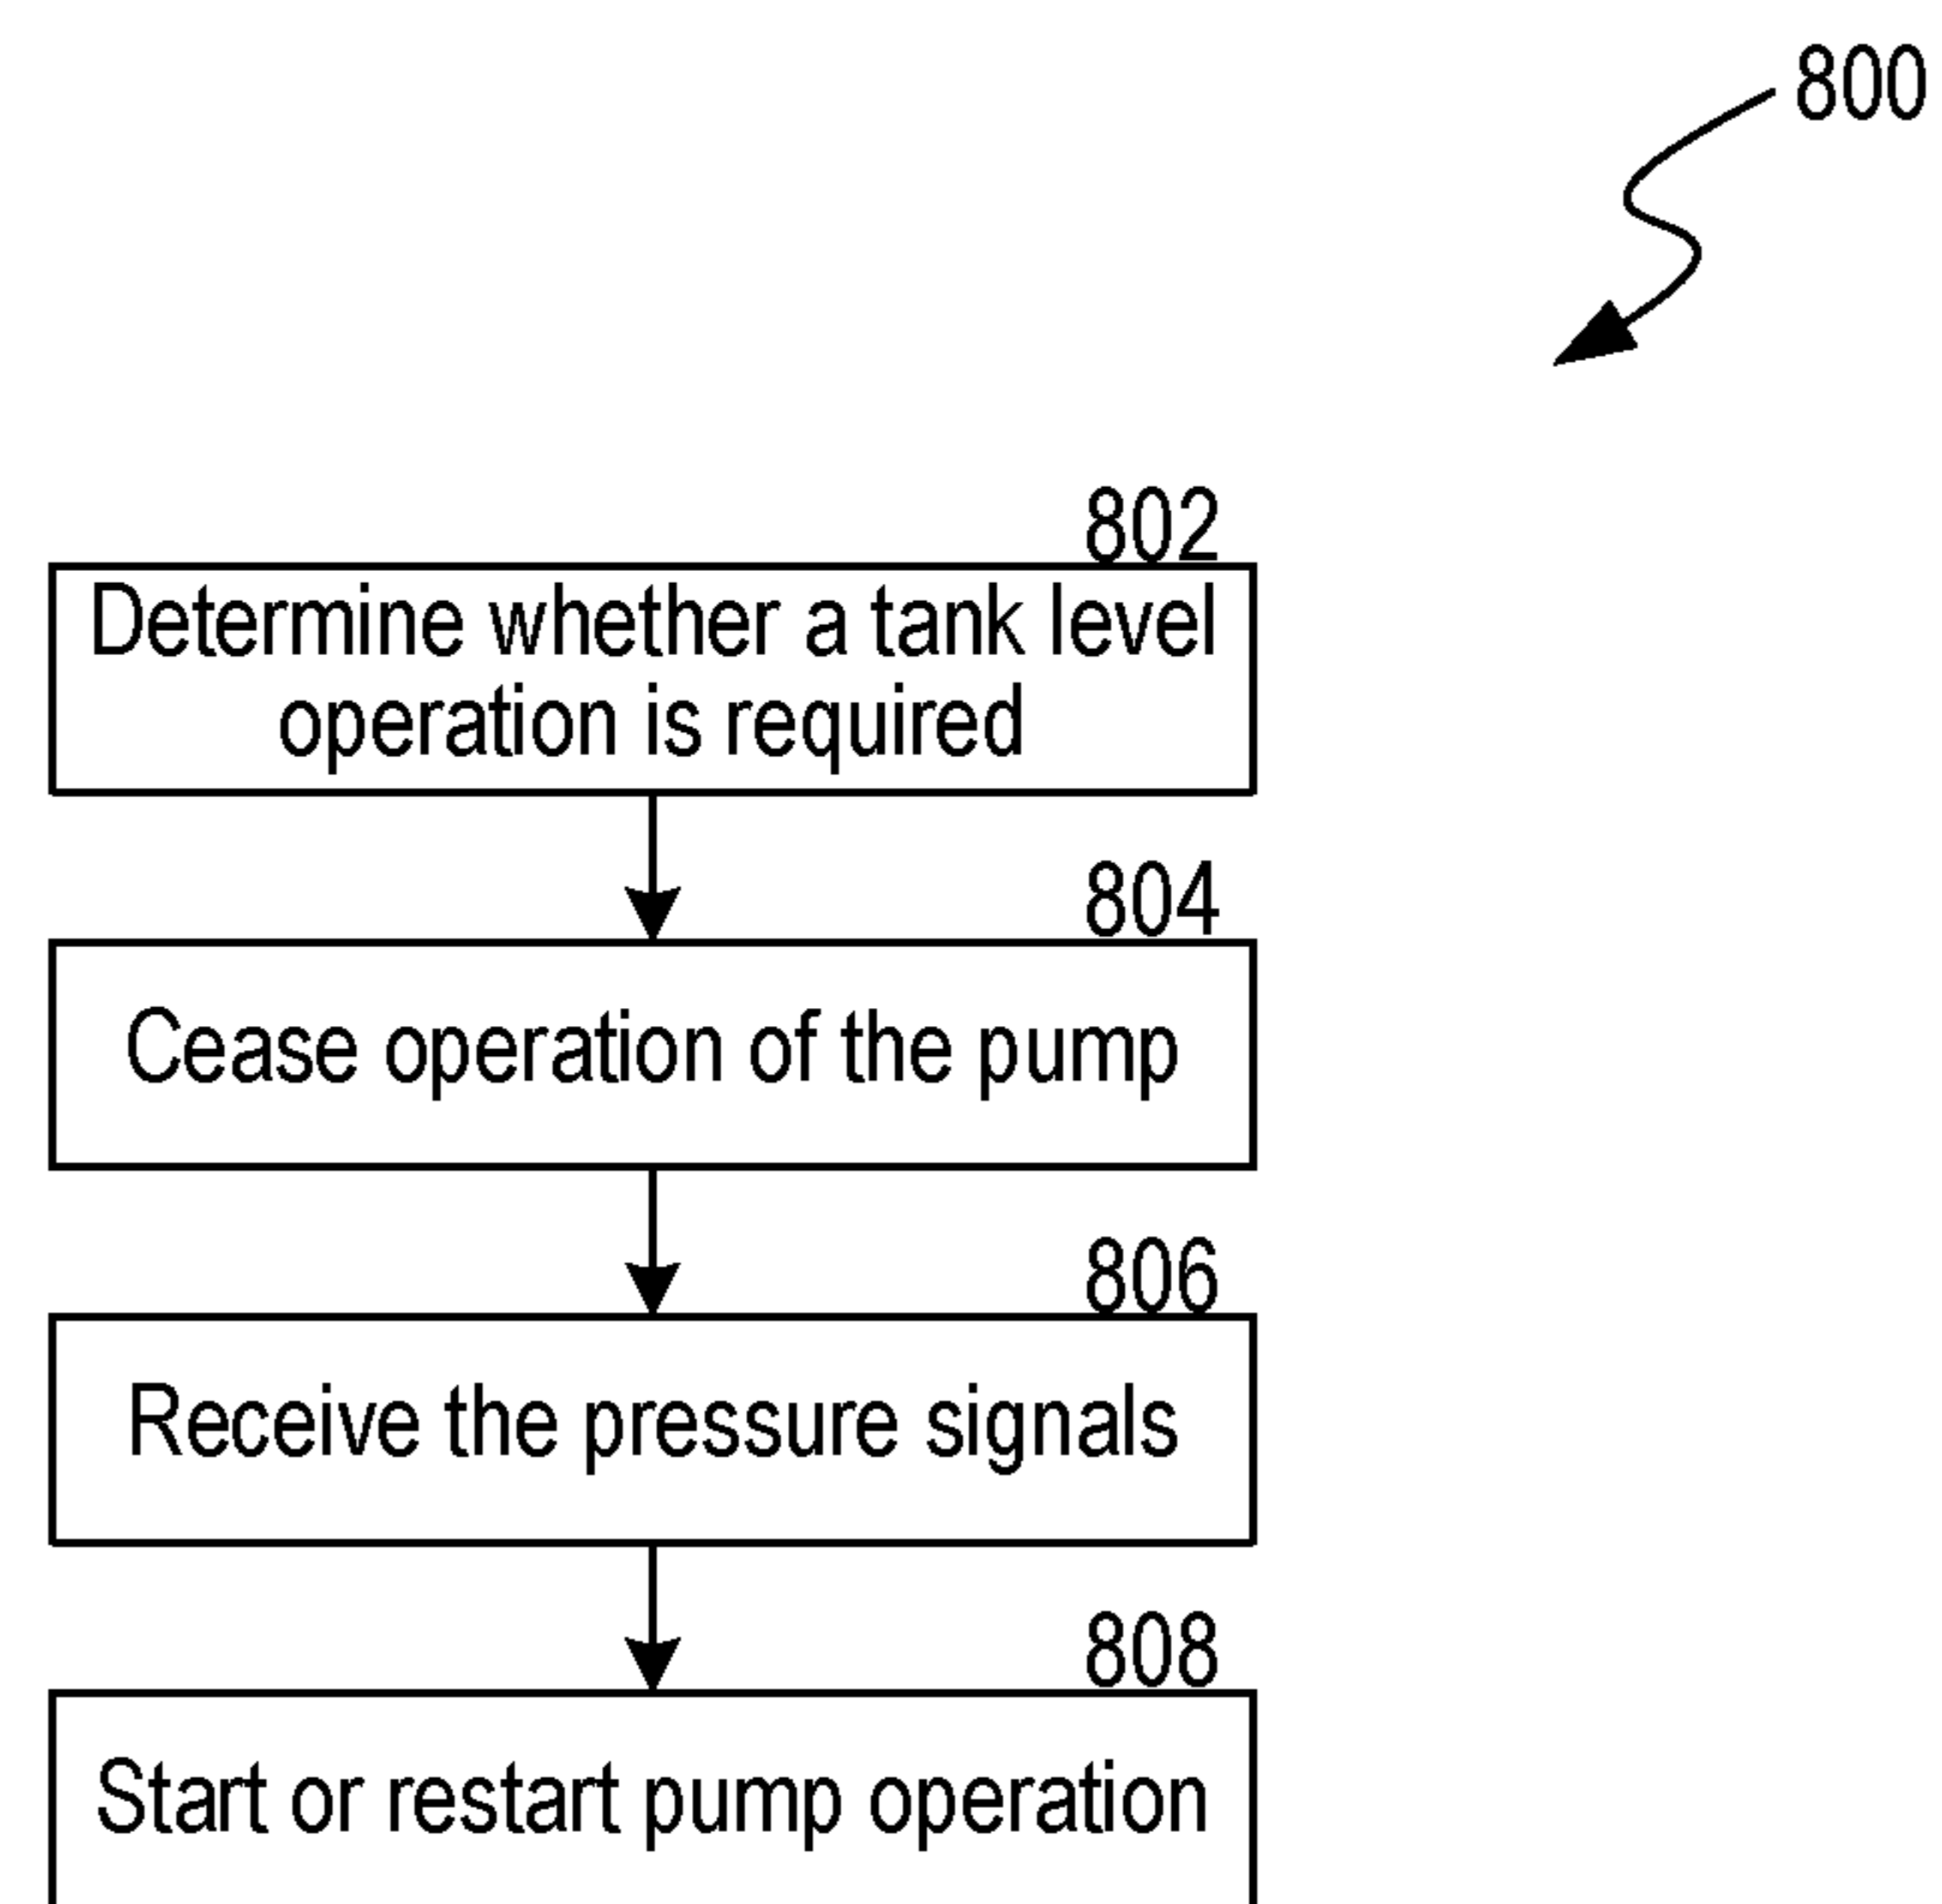 800
802
Determine whether a tank level
operation is required
804
Cease operation of the pump
806
Receive the pressure signals
808
Start or restart pump operation